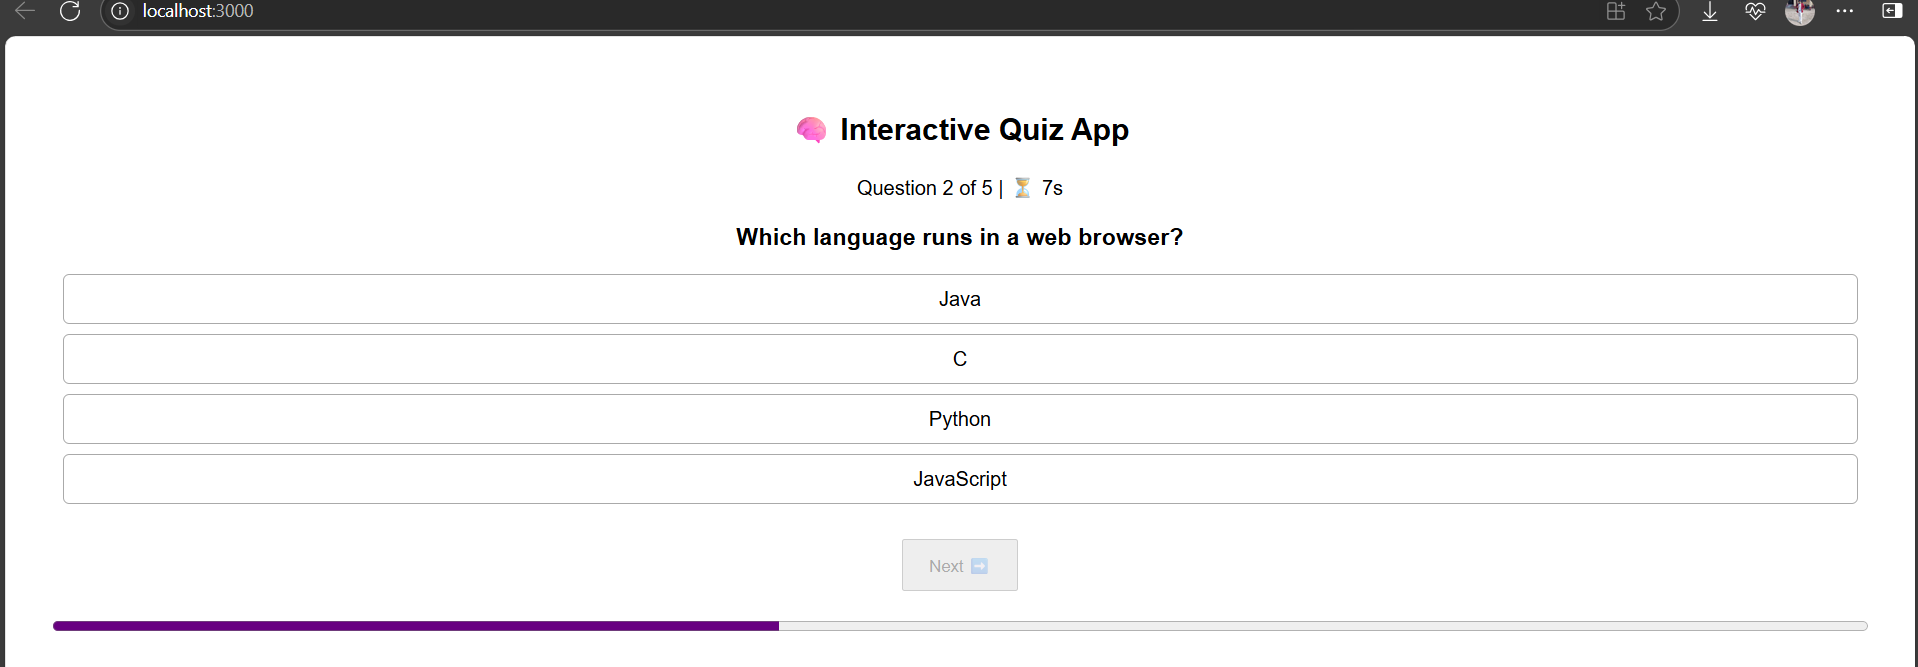 localhost:3000
🧠 Interactive Quiz App
Question 2 of 5 | ⏳ 7s
Which language runs in a web browser?
Java
C
Python
JavaScript
Next ➡️